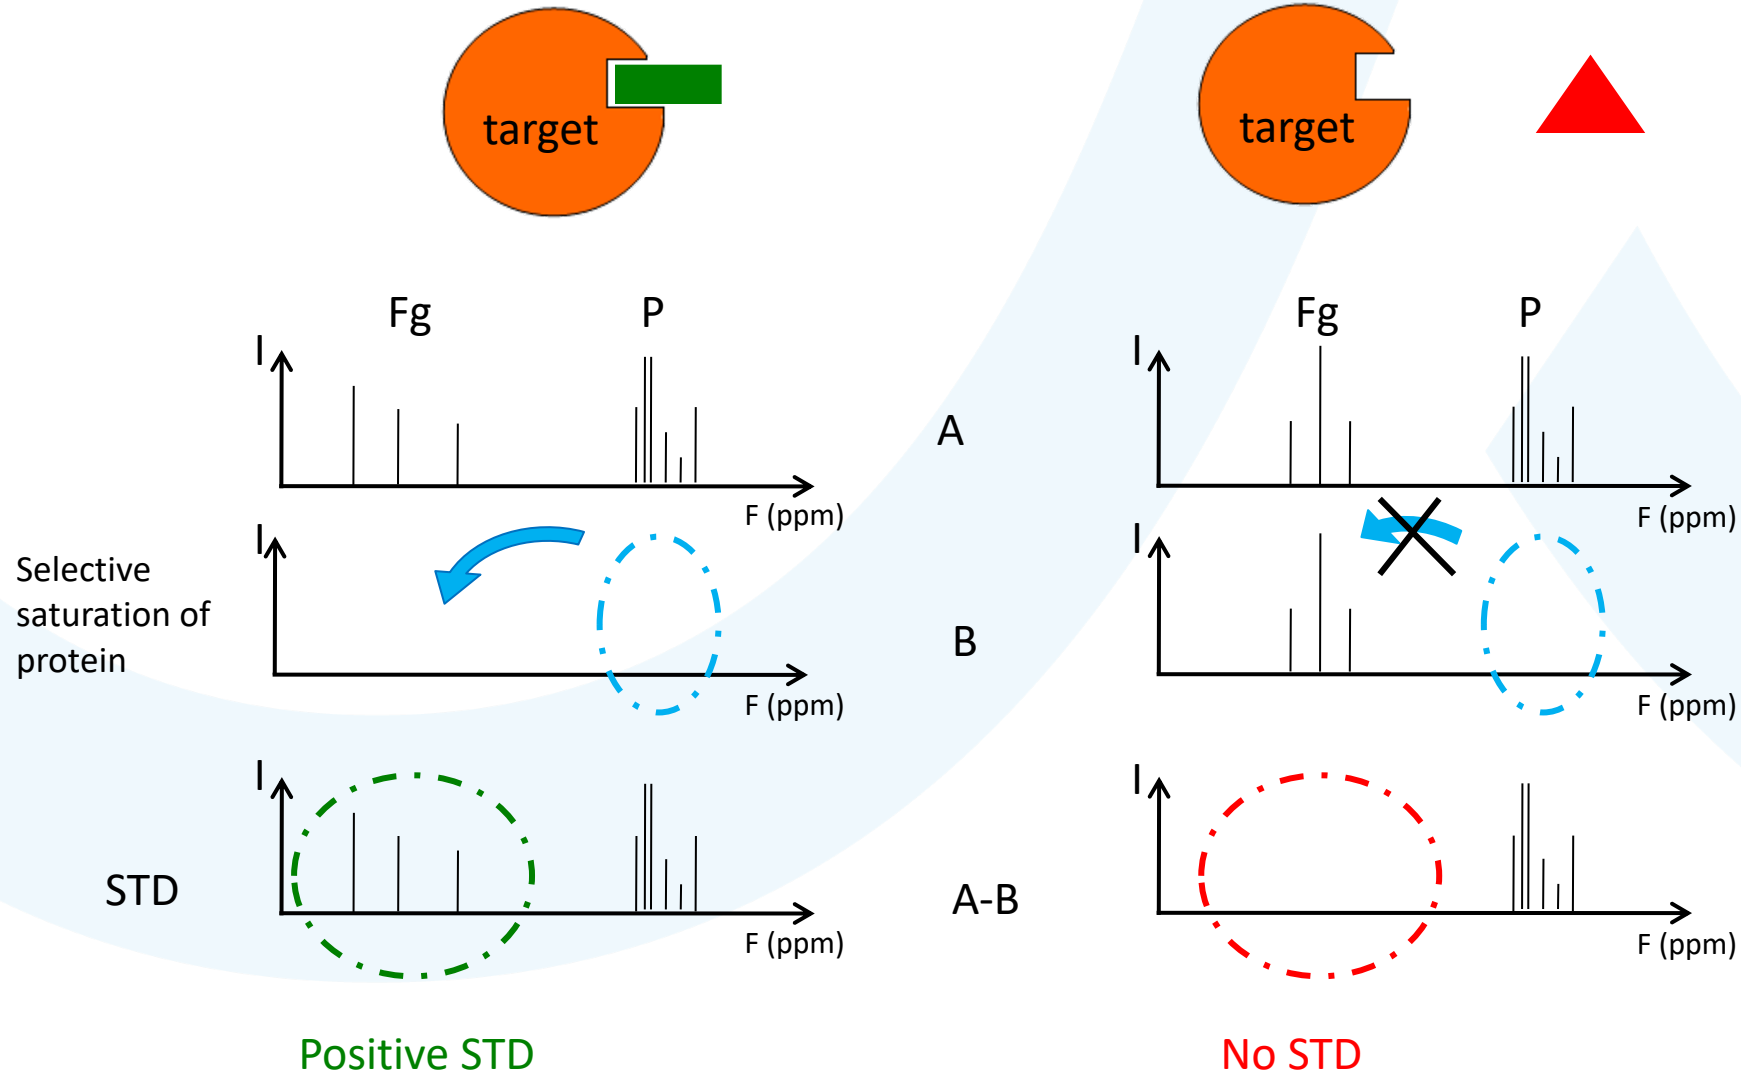 target
target
Fg
P
Fg
P
I
I
A
F (ppm)
F (ppm)
I
I
Selective
saturation of
protein
B
F (ppm)
F (ppm)
I
I
STD
A-B
F (ppm)
F (ppm)
Positive STD
No STD